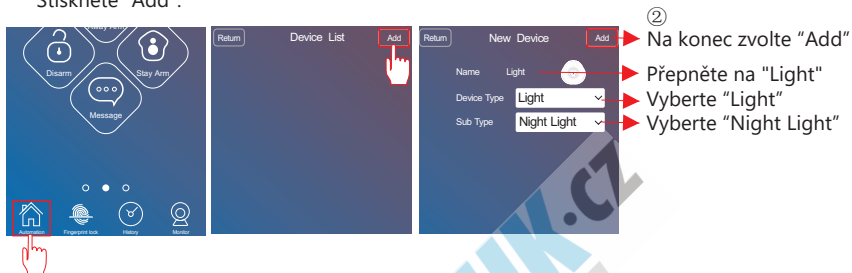 Stiskněte "Add".
Away Arm
Disarm
Stay Arm
Message
Automation
Fingerprint lock
History
Monitor
Return
Device List
Add
Return
New Device
Add
Name Light
Device Type Light
Sub Type Night Light
②
Na konec zvolte “Add”
Přepněte na "Light"
Vyberte “Light”
Vyberte “Night Light”